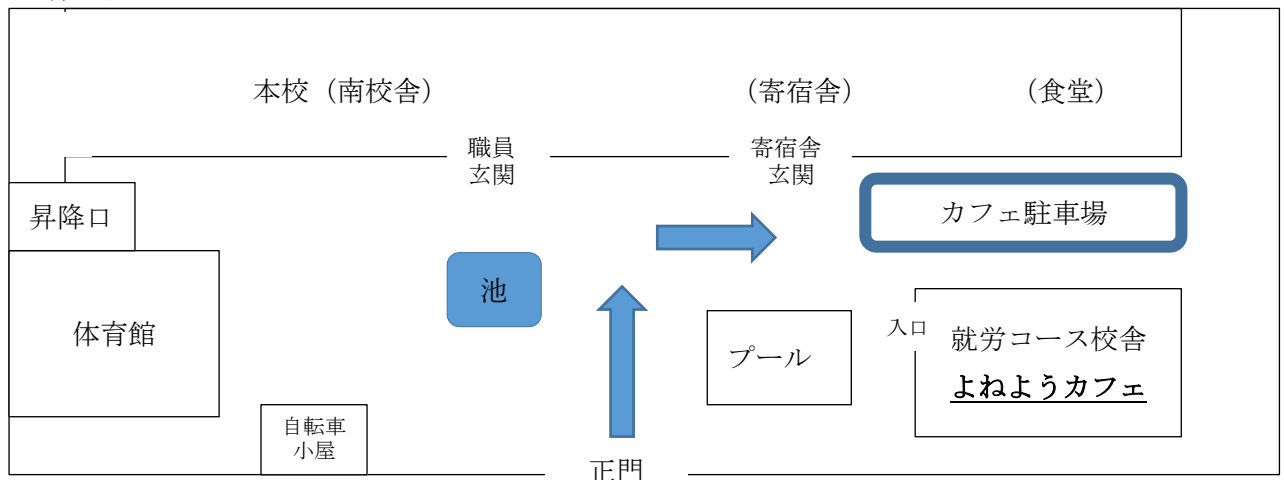 本校（南校舎）
（寄宿舎）
（食堂）
職員
玄関
寄宿舎
玄関
昇降口
カフェ駐車場
池
体育館
プール
入口
就労コース校舎
よねようカフェ
自転車
小屋
正門